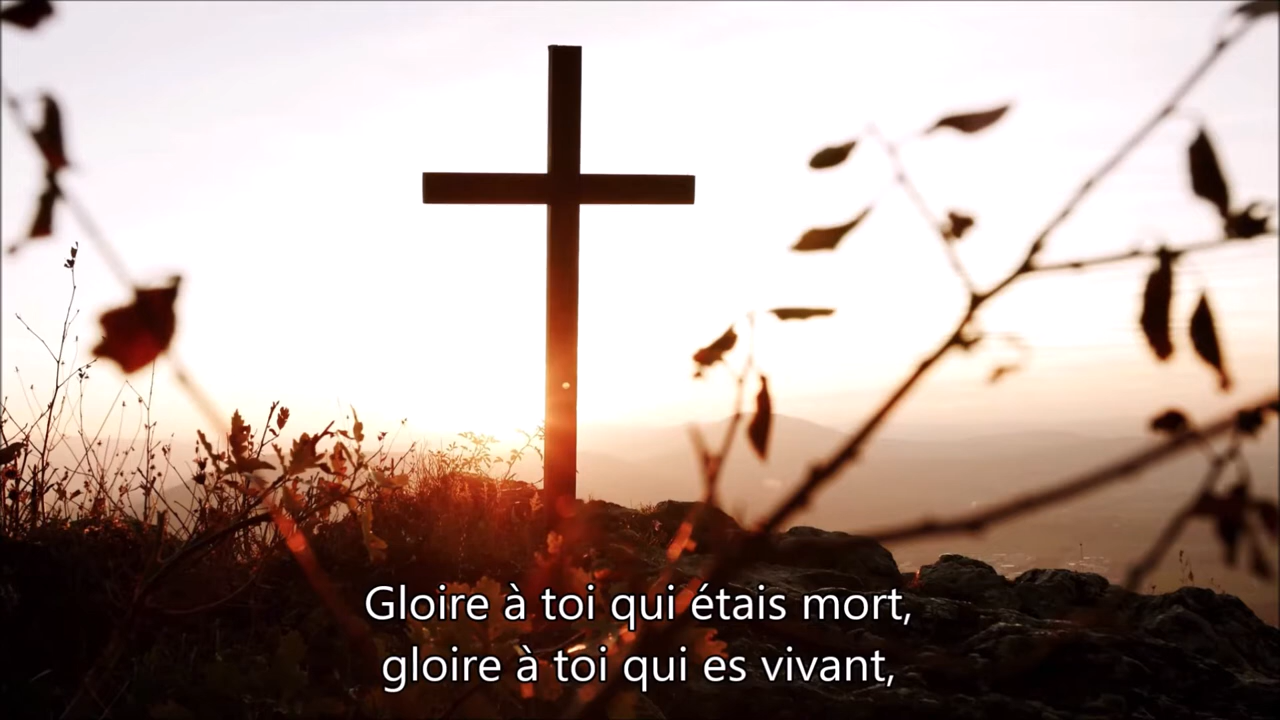 Gloire à toi qui étais mort,
gloire à toi qui es vivant,